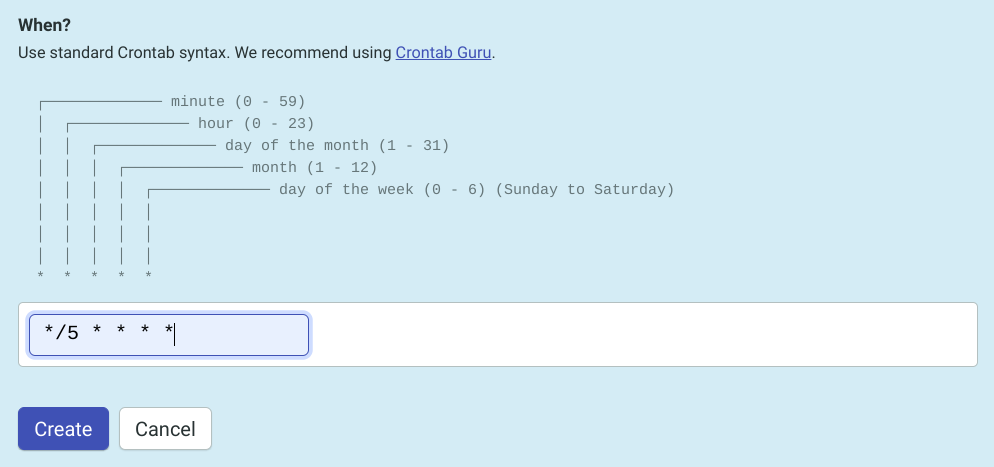 When?
Use standard Crontab syntax. We recommend using Crontab Guru.
minute (0 - 59)
hour (0 - 23)
day of the month (1 - 31)
month (1 - 12)
day of the week (0 - 6) (Sunday to Saturday)
* * * * *
*/5 * * * *
Create Cancel